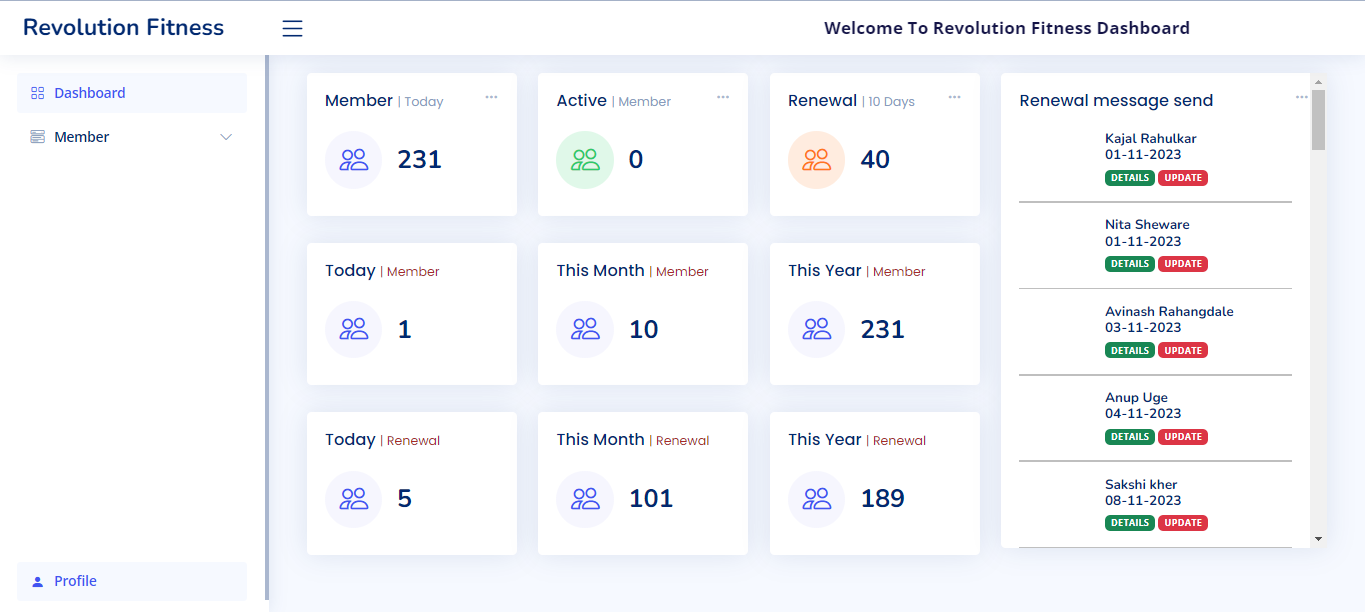 Revolution Fitness
Welcome To Revolution Fitness Dashboard
Dashboard
Member
Profile
Member | Today
231
Active | Member
0
Renewal | 10 Days
40
Today | Member
1
This Month | Member
10
This Year | Member
231
Today | Renewal
5
This Month | Renewal
101
This Year | Renewal
189
Renewal message send
Kajal Rahulkar
01-11-2023
DETAILS UPDATE
Nita Sheware
01-11-2023
DETAILS UPDATE
Avinash Rahangdale
03-11-2023
DETAILS UPDATE
Anup Uge
04-11-2023
DETAILS UPDATE
Sakshi kher
08-11-2023
DETAILS UPDATE